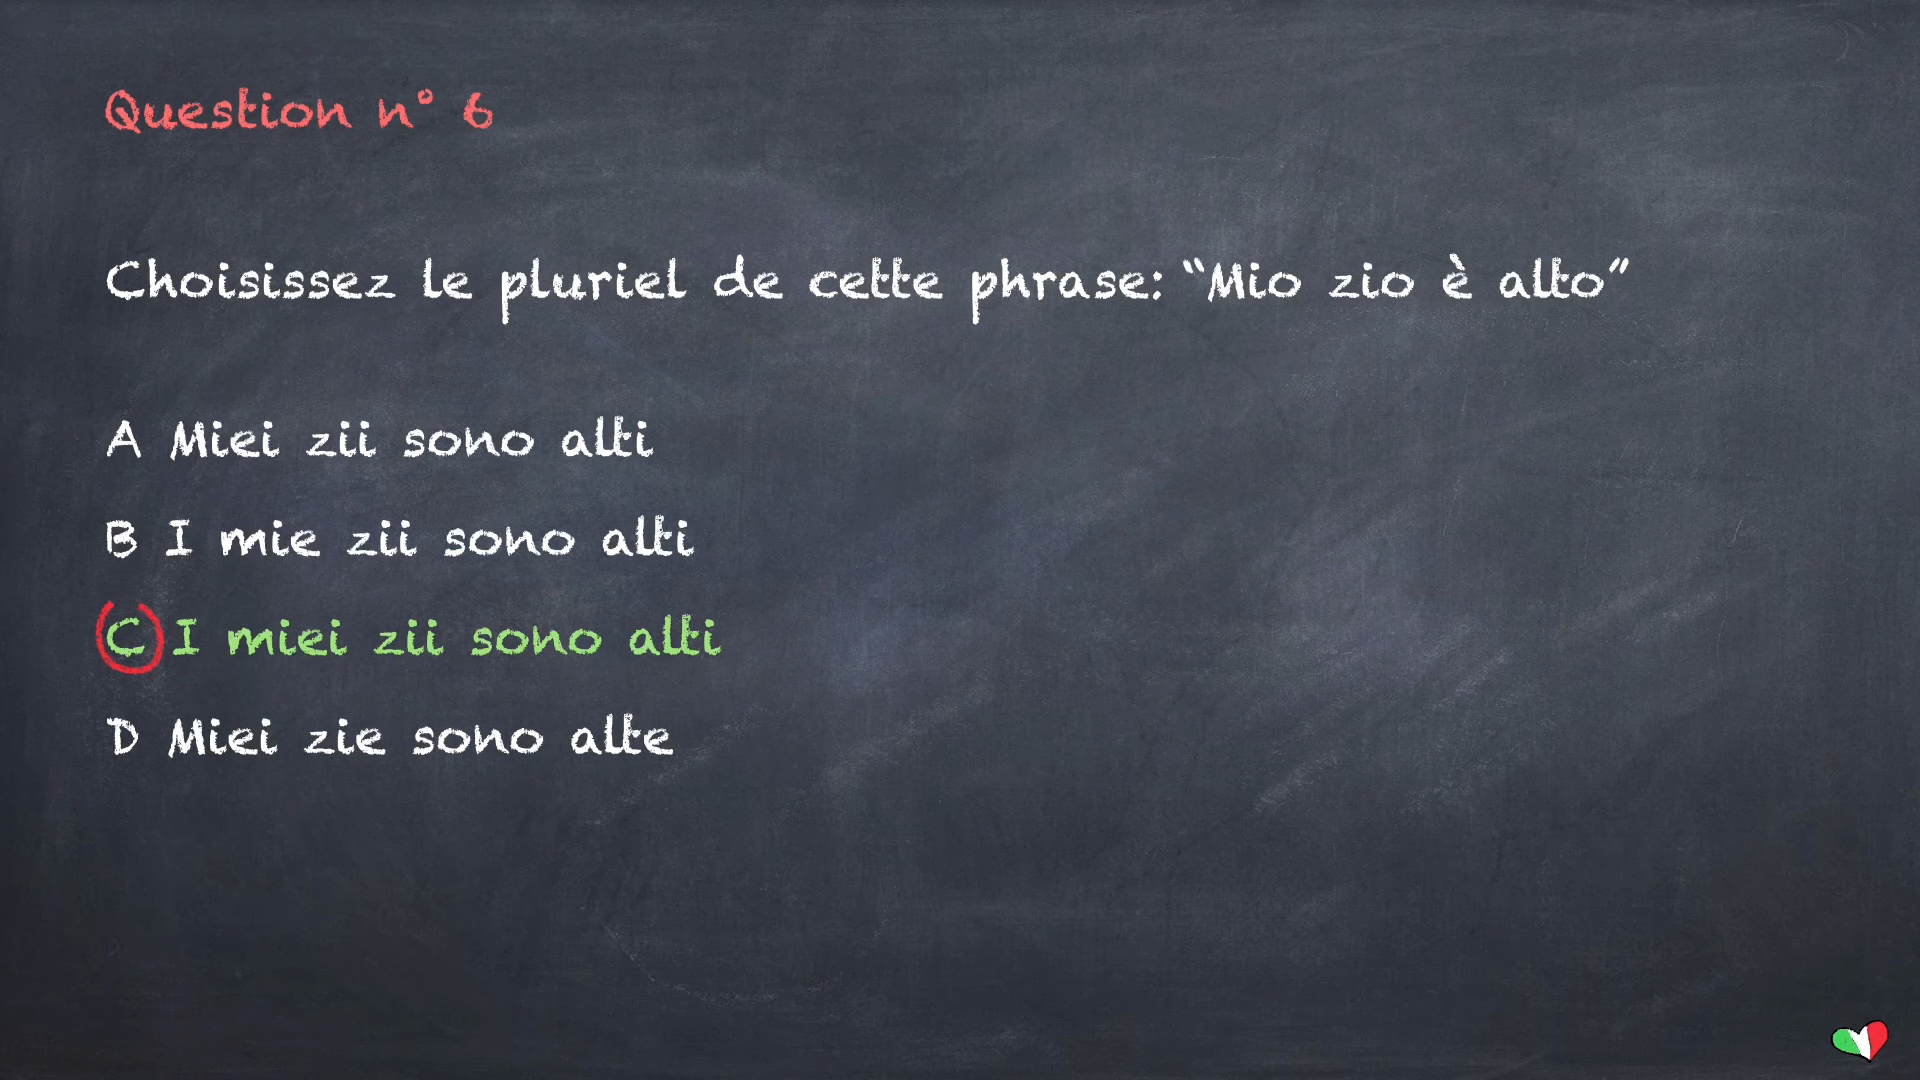 Question n° 6
Choisissez le pluriel de cette phrase: “Mio zio è alto”
A Miei zii sono alti
B I mie zii sono alti
C I miei zii sono alti
D Miei zie sono alte